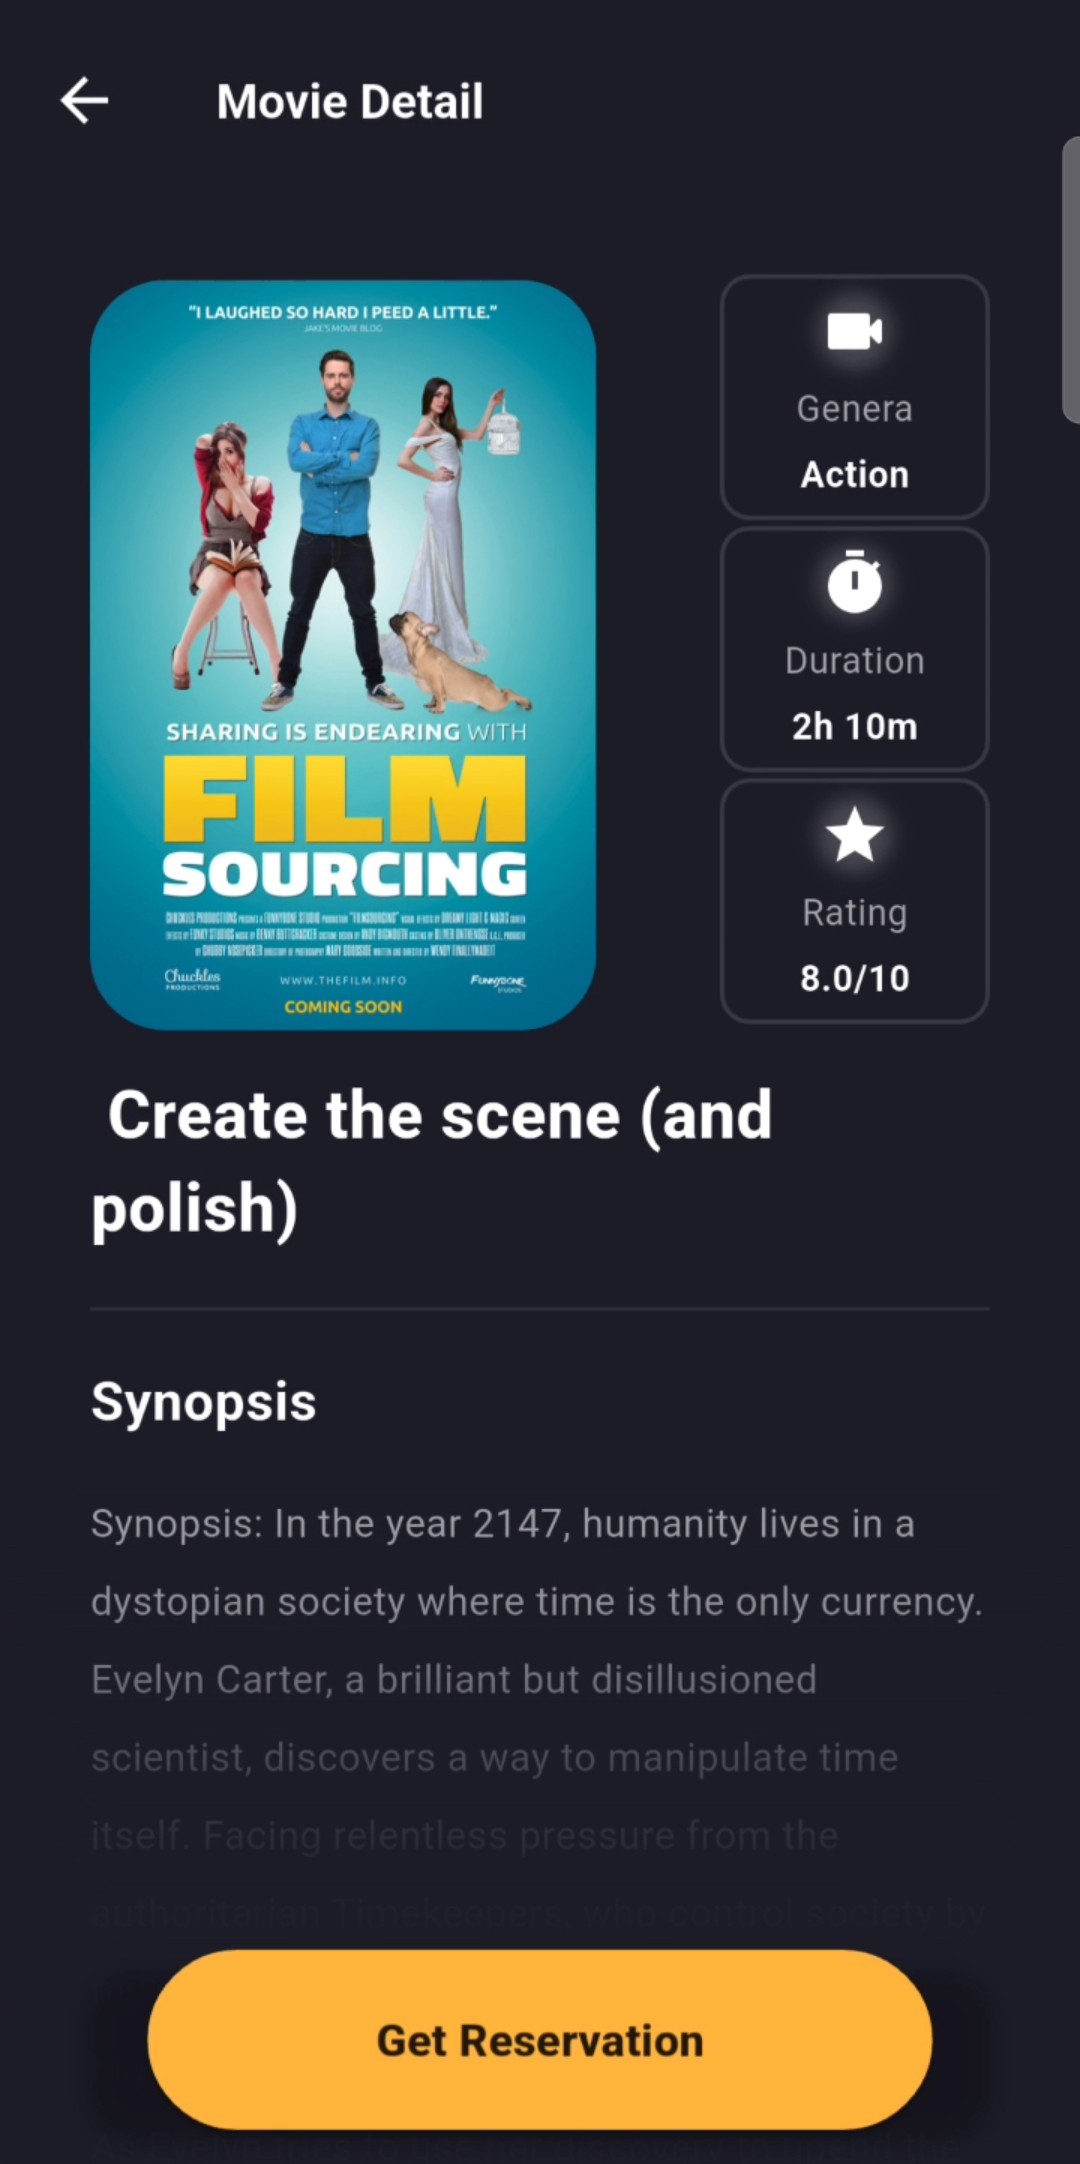 Movie Detail
"I LAUGHED SO HARD I PEED A LITTLE."
JAKE'S MOVIE BLOG
SHARING IS ENDEARING WITH
FILM
SOURCING
Chuckles
PRODUCTIONS
WWW.THEFILM.INFO
FUNNYBONE
STUDIOS
COMING SOON
Genera
Action
Duration
2h 10m
Rating
8.0/10
Create the scene (and
polish)
Synopsis
Synopsis: In the year 2147, humanity lives in a
dystopian society where time is the only currency.
Evelyn Carter, a brilliant but disillusioned
scientist, discovers a way to manipulate time
itself. Facing relentless pressure from the
authoritarian Timekeepers, who control society by
Get Reservation